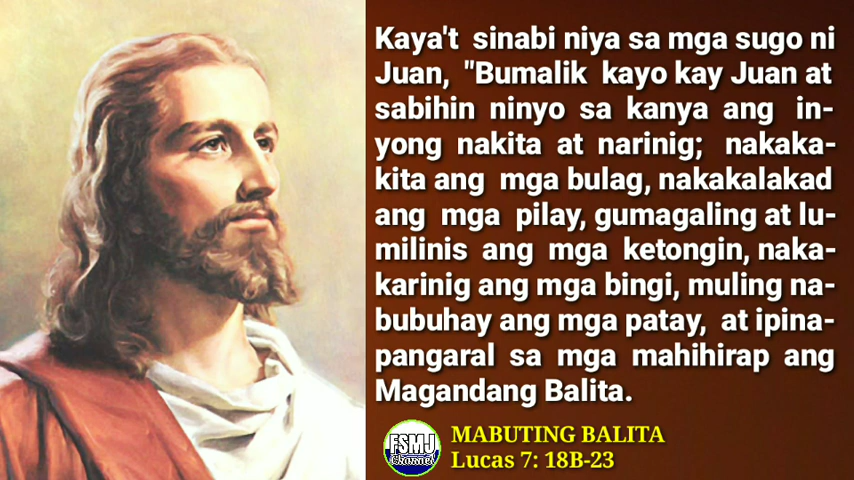 Kaya't sinabi niya sa mga sugo ni
Juan, "Bumalik kayo kay Juan at
sabihin ninyo sa kanya ang in-
yong nakita at narinig; nakaka-
kita ang mga bulag, nakakalakad
ang mga pilay, gumagaling at lu-
milinis ang mga ketongin, naka-
karinig ang mga bingi, muling na-
bubuhay ang mga patay, at ipina-
pangaral sa mga mahihirap ang
Magandang Balita.
FSMJ
Channel
MABUTING BALITA
Lucas 7: 18B-23